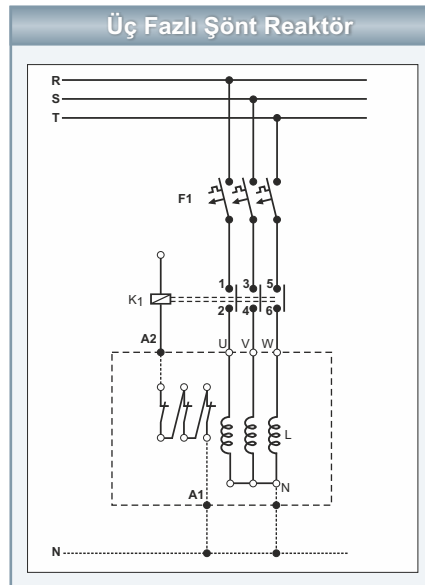 Üç Fazlı Şönt Reaktör
R
S
T
F1
1 3 5
K1
2 4 6
A2
U V W
L
N
A1
N